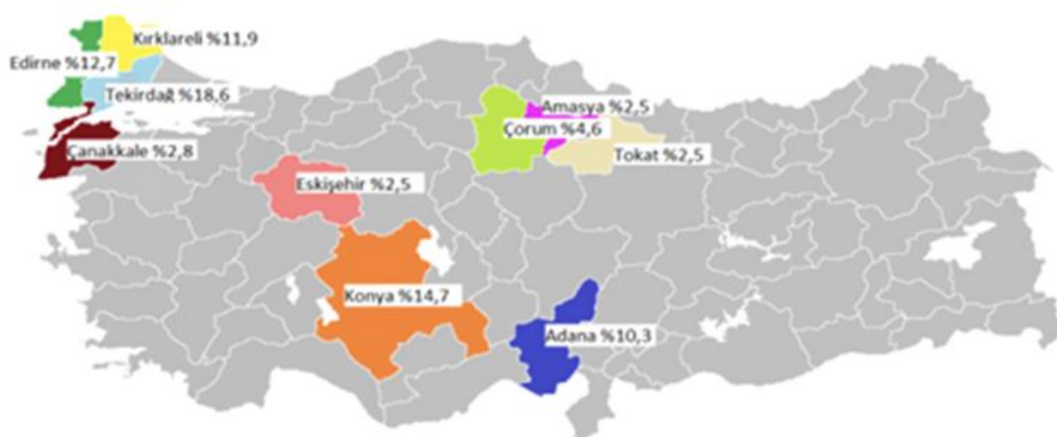 Kırklareli %11,9
Edirne %12,7
Tekirdağ %18,6
Çanakkale %2,8
Amasya %2,5
Çorum %4,6
Tokat %2,5
Eskişehir %2,5
Konya %14,7
Adana %10,3